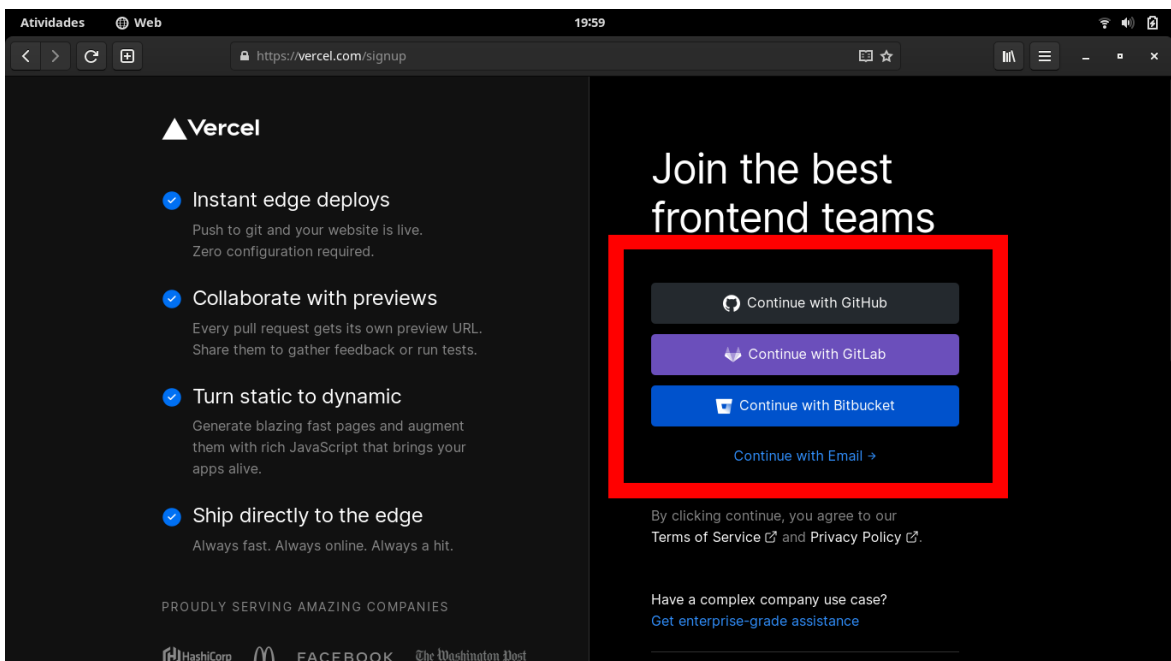 Atividades Web 19:59
https://vercel.com/signup
Vercel
Instant edge deploys
Push to git and your website is live.
Zero configuration required.
Collaborate with previews
Every pull request gets its own preview URL.
Share them to gather feedback or run tests.
Turn static to dynamic
Generate blazing fast pages and augment
them with rich JavaScript that brings your
apps alive.
Ship directly to the edge
Always fast. Always online. Always a hit.
PROUDLY SERVING AMAZING COMPANIES
HashiCorp FACEBOOK The Washington Post
Join the best
frontend teams
Continue with GitHub
Continue with GitLab
Continue with Bitbucket
Continue with Email →
By clicking continue, you agree to our
Terms of Service and Privacy Policy.
Have a complex company use case?
Get enterprise-grade assistance